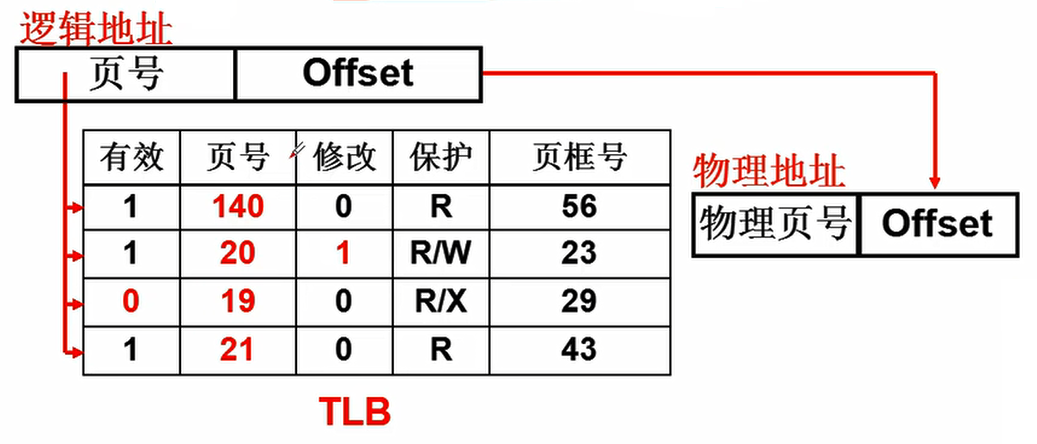 逻辑地址
页号 Offset
有效 页号 修改 保护 页框号
1 140 0 R 56
1 20 1 R/W 23
0 19 0 R/X 29
1 21 0 R 43
TLB
物理地址
物理页号 Offset